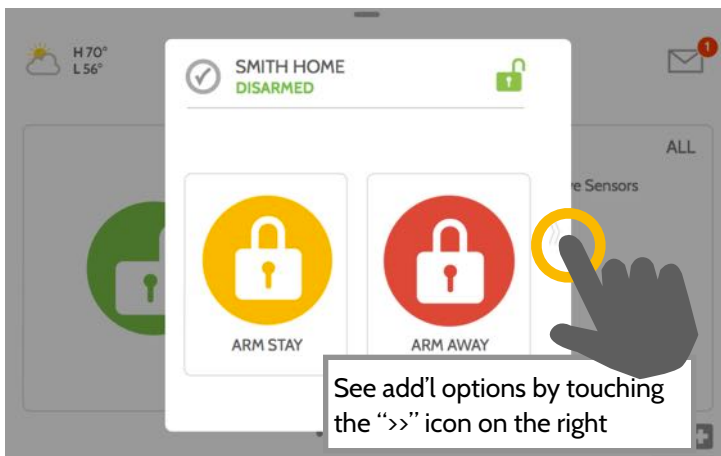 H 70°
L 56°
1
SMITH HOME
DISARMED
ALL
Sensors
ARM STAY
ARM AWAY
See add'l options by touching
the “>>” icon on the right